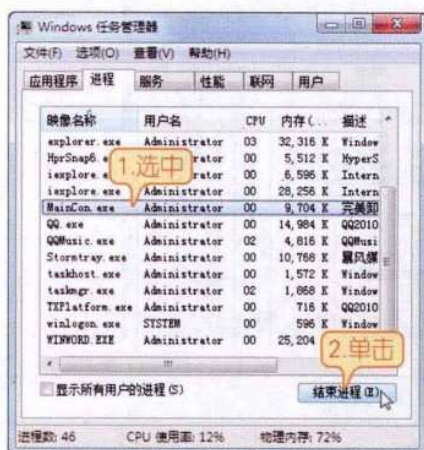 Windows 任务管理器
文件(F) 选项(O) 查看(V) 帮助(H)
应用程序 进程 服务 性能 联网 用户
映像名称 用户名 CPU 内存(... 描述
explorer.exe Administrator 03 32,316 K Window
HprSnap6.e Administrator 00 5,512 K HyperS
iexplore.e Administrator 00 6,596 K Intern
iexplore.exe Administrator 00 28,256 K Intern
1.选中
MainCon.exe Administrator 00 9,704 K 完美卸
QQ.exe Administrator 00 14,984 K QQ2010
QQMusic.exe Administrator 02 4,816 K QQMusi
Stormtray.exe Administrator 00 10,768 K 暴风媒
taskhost.exe Administrator 00 1,572 K Window
taskmgr.exe Administrator 02 1,868 K Window
TXPlatform.exe Administrator 00 716 K QQ2010
winlogon.exe SYSTEM 00 596 K Window
WINWORD.EXE Administrator 00 25,204
2.单击
显示所有用户的进程(S) 结束进程(E)
进程数: 46 CPU 使用率: 12% 物理内存: 72%